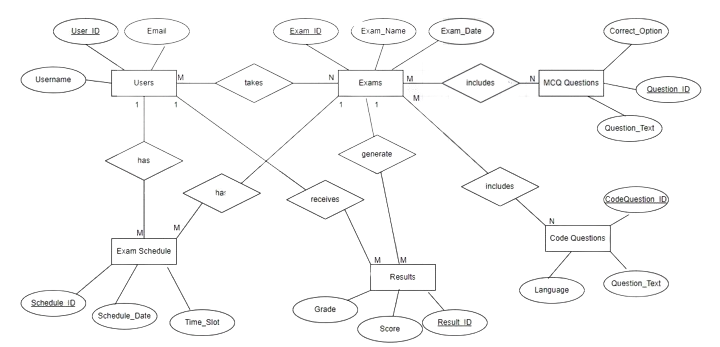 User_ID
Email
Exam_ID
Exam_Name
Exam_Date
Correct_Option
Username
Users
M
takes
N
Exams
M
includes
N
MCQ Questions
Question_ID
1
1
1
1
M
Question_Text
has
generate
has
receives
includes
CodeQuestion_ID
M
M
N
Exam Schedule
Code Questions
M
M
Results
Schedule_ID
Schedule_Date
Time_Slot
Grade
Score
Result_ID
Language
Question_Text